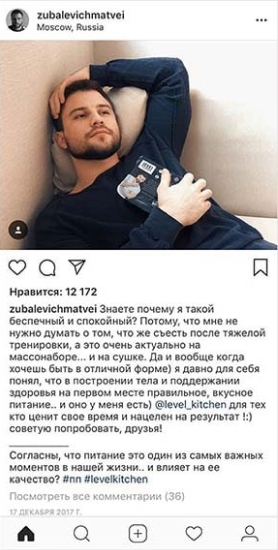 zubalevichmatvei
Moscow, Russia
Нравится: 12 172
zubalevichmatvei Знаете почему я такой
беспечный и спокойный? Потому, что мне не
нужно думать о том, что же съесть после тяжелой
тренировки, а это очень актуально на
массонаборе... и на сушке. Да и вообще когда
хочешь быть в отличной форме) я давно для себя
понял, что в построении тела и поддержании
здоровья на первом месте правильное, вкусное
питание.. и оно у меня есть) @level_kitchen для тех
кто ценит свое время и нацелен на результат !:)
советую попробовать, друзья!
Согласны, что питание это один из самых важных
моментов в нашей жизни.. и влияет на ее
качество? #пп #levelkitchen
Посмотреть все комментарии (36)
17 ДЕКАБРЯ 2017 Г.